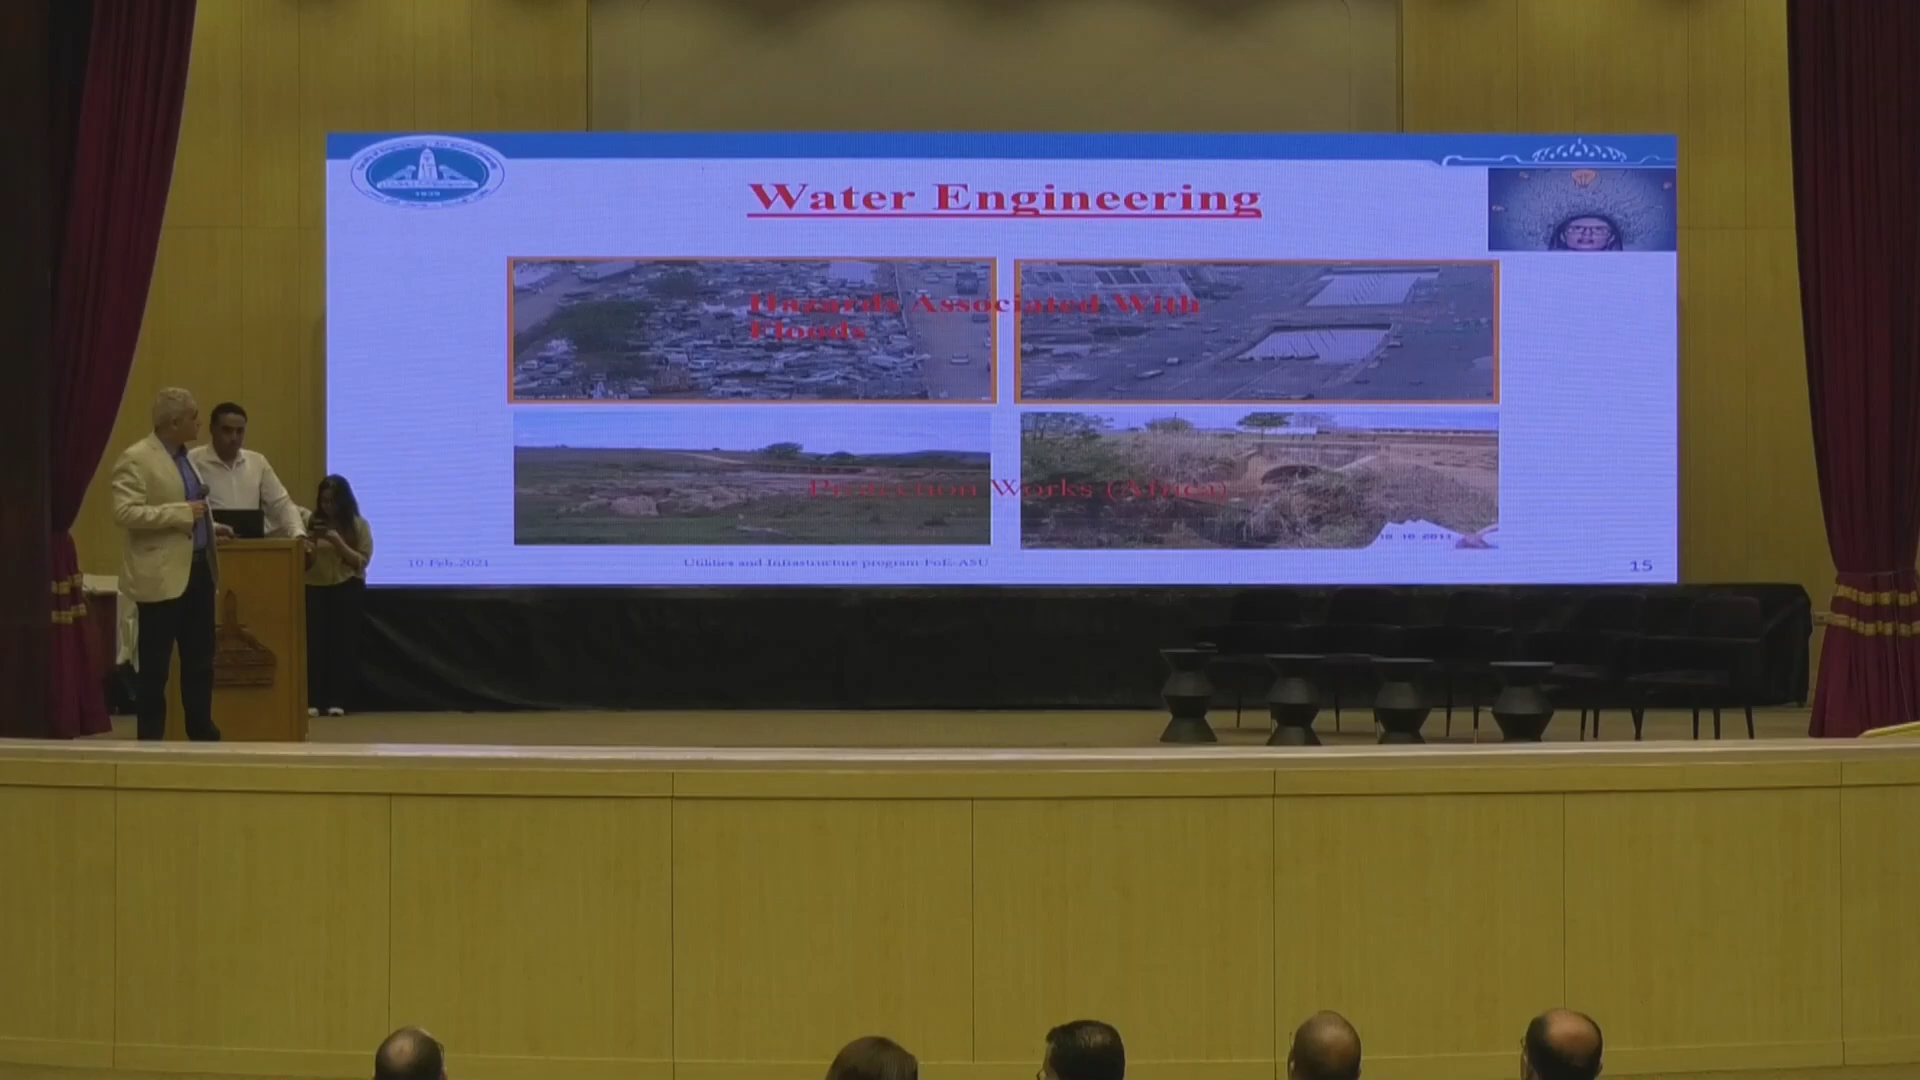 Water Engineering
Hazards Associated With
Floods
Protection Works (Africa)
10-Feb-2021
Utilities and Infrastructure program FoE, ASU
15